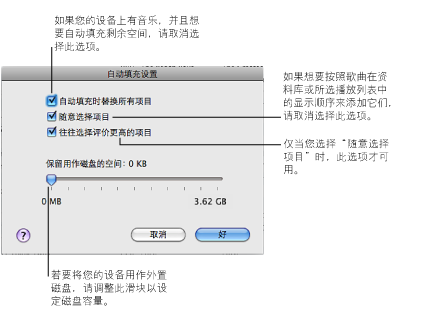 如果您的设备上有音乐，并且想
要自动填充剩余空间，请取消选
择此选项。
自动填充设置
自动填充时替换所有项目
随意选择项目
往往选择评价更高的项目
如果想要按照歌曲在资
料库或所选播放列表中
的显示顺序来添加它们，
请取消选择此选项。
仅当您选择“随意选择
项目”时，此选项才可
用。
保留用作磁盘的空间：0 KB
0 MB
3.62 GB
?
取消
好
若要将您的设备用作外置
磁盘，请调整此滑块以设
定磁盘容量。